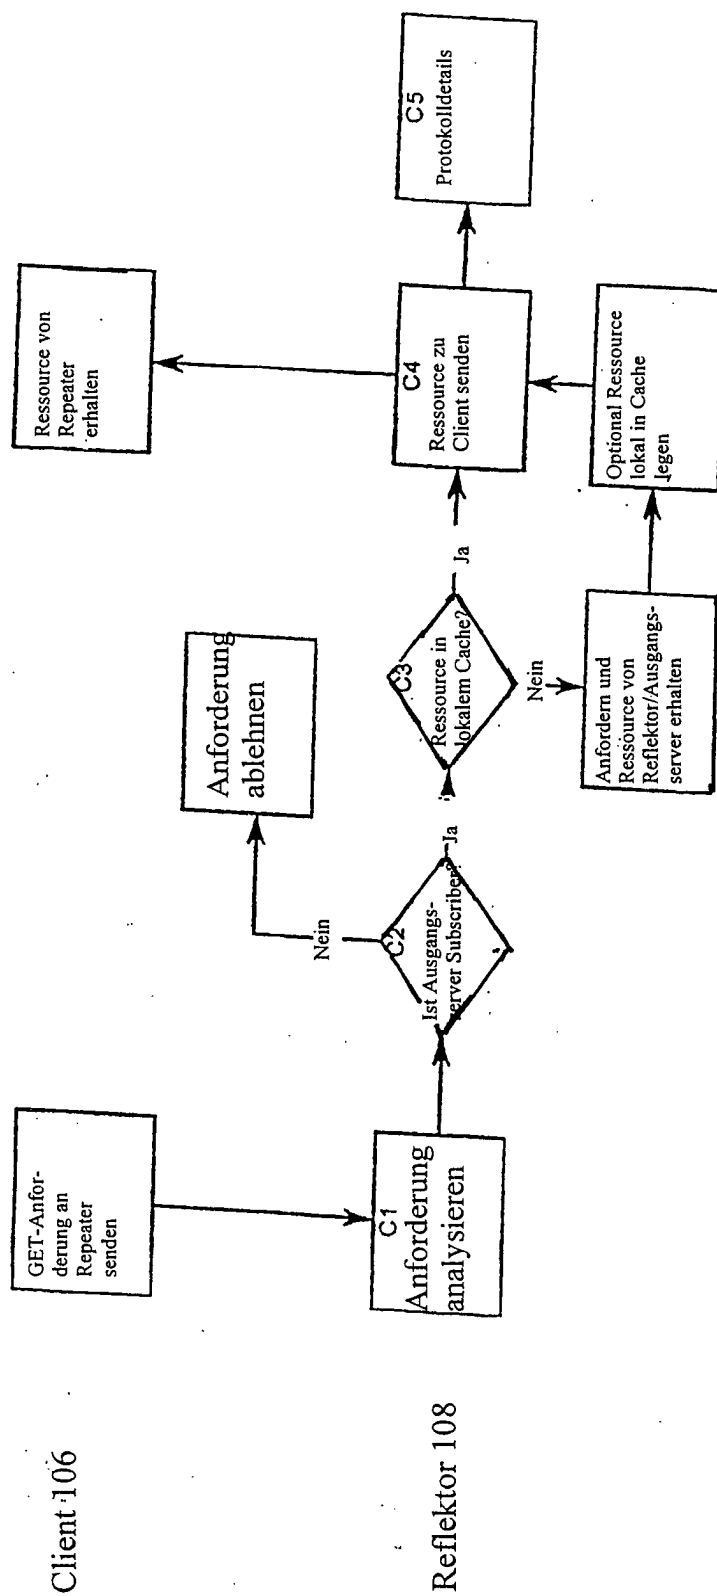 Client 106
GET-Anfor-
derung an
Repeater
senden
Ressource von
Repeater
erhalten
Nein
Anforderung
ablehnen
Reflektor 108
C1
Anforderung
analysieren
C2
Ist Ausgangs-
server Subscriber?
Ja
C3
Ressource in
lokalem Cache?
Ja
C4
Ressource zu
Client senden
C5
Protokolldetails
Nein
Anfordern und
Ressource von
Reflektor/Ausgangs-
server erhalten
Optional Ressource
lokal in Cache
legen